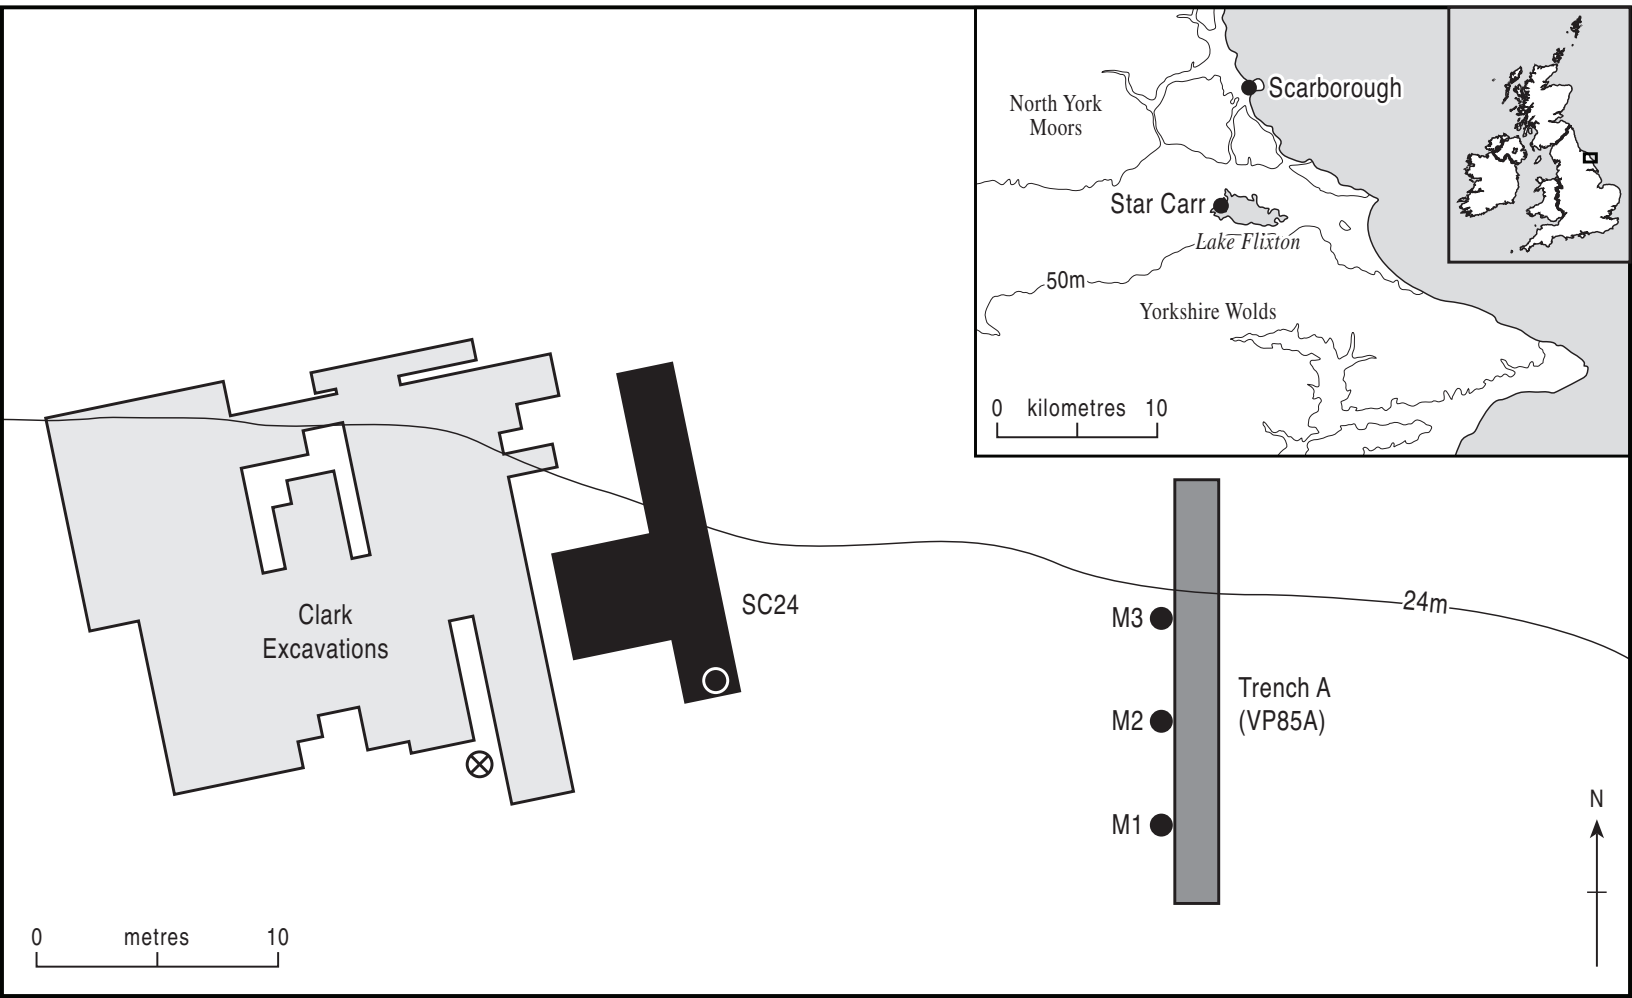 Scarborough
North York
Moors
Star Carr
Lake Flixton
50m
Yorkshire Wolds
0 kilometres 10
Clark
Excavations
SC24
24m
M3
Trench A
(VP85A)
M2
M1
N
0 metres 10